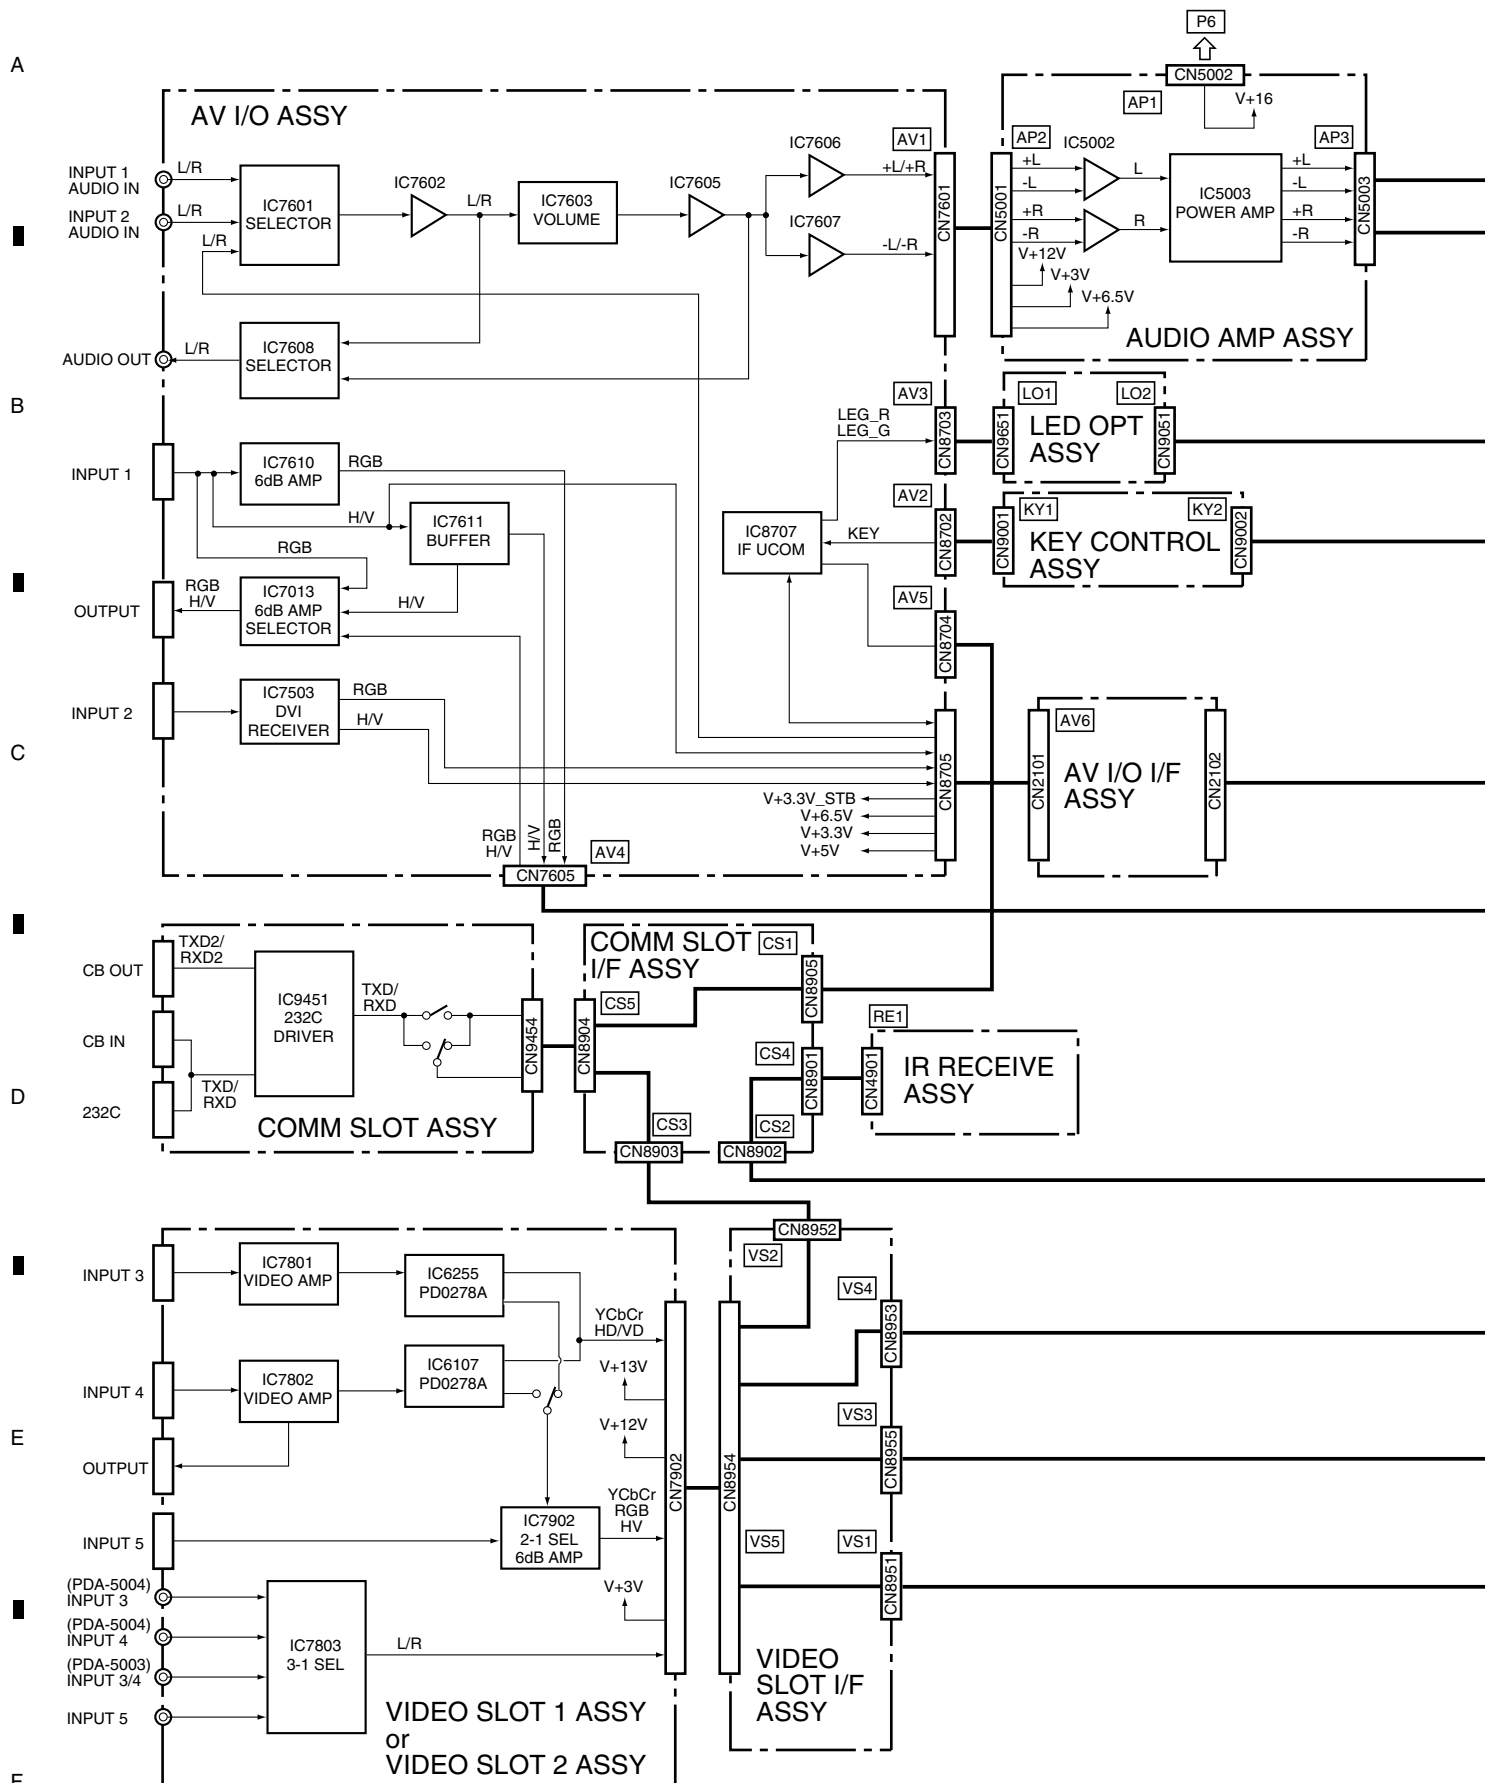 P6
A
CN5002
AV I/O ASSY
AP1
V+16
INPUT 1
AUDIO IN
L/R
INPUT 2
AUDIO IN
L/R
L/R
IC7601
SELECTOR
IC7602
L/R
IC7603
VOLUME
IC7605
IC7606
+L/+R
IC7607
-L/-R
AV1
CN7601
AP2
CN5001
+L
-L
+R
-R
V+12V
V+3V
V+6.5V
IC5002
L
R
IC5003
POWER AMP
AP3
+L
-L
+R
-R
CN5003
AUDIO AMP ASSY
AUDIO OUT
L/R
IC7608
SELECTOR
B
AV3
LEG_R
LEG_G
CN8703
LO1
LO2
CN9651
LED OPT
ASSY
CN9051
INPUT 1
IC7610
6dB AMP
RGB
H/V
IC7611
BUFFER
RGB
AV2
IC8707
IF UCOM
KEY
CN8702
KY1
KY2
CN9001
KEY CONTROL
ASSY
CN9002
OUTPUT
RGB
H/V
IC7013
6dB AMP
SELECTOR
H/V
AV5
CN8704
INPUT 2
IC7503
DVI
RECEIVER
RGB
H/V
C
CN8705
V+3.3V_STB
V+6.5V
V+3.3V
V+5V
AV6
CN2101
AV I/O I/F
ASSY
CN2102
RGB
H/V
H/V
RGB
AV4
CN7605
CB OUT
TXD2/
RXD2
IC9451
232C
DRIVER
TXD/
RXD
CB IN
232C
TXD/
RXD
CN9454
COMM SLOT ASSY
D
COMM SLOT
I/F ASSY
CS1
CN8905
CS5
CN8904
CS4
CN8901
CS3
CS2
CN8903
CN8902
RE1
CN4901
IR RECEIVE
ASSY
CN8952
VS2
INPUT 3
IC7801
VIDEO AMP
IC6255
PD0278A
YCbCr
HD/VD
VS4
CN8953
INPUT 4
IC7802
VIDEO AMP
IC6107
PD0278A
V+13V
V+12V
VS3
CN8955
E
OUTPUT
CN7902
CN8954
INPUT 5
IC7902
2-1 SEL
6dB AMP
YCbCr
RGB
HV
VS5
VS1
CN8951
(PDA-5004)
INPUT 3
(PDA-5004)
INPUT 4
(PDA-5003)
INPUT 3/4
INPUT 5
IC7803
3-1 SEL
V+3V
L/R
VIDEO
SLOT I/F
ASSY
VIDEO SLOT 1 ASSY
or
VIDEO SLOT 2 ASSY